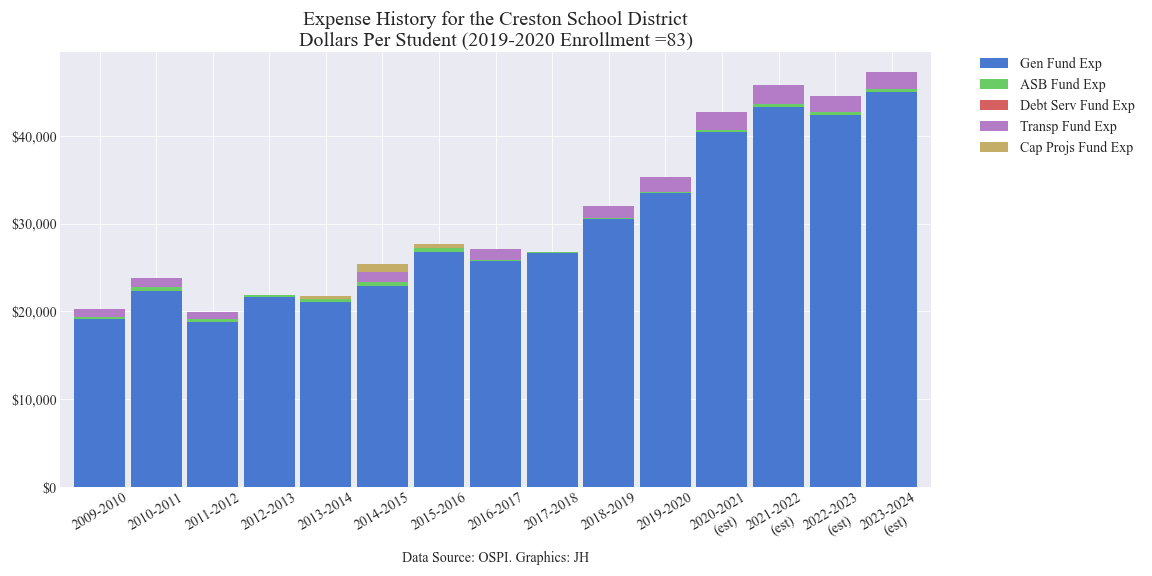 Expense History for the Creston School District
Dollars Per Student (2019-2020 Enrollment =83)
Gen Fund Exp
ASB Fund Exp
Debt Serv Fund Exp
Transp Fund Exp
Cap Projs Fund Exp
$40,000
$30,000
$20,000
$10,000
$0
2009-2010
2010-2011
2011-2012
2012-2013
2013-2014
2014-2015
2015-2016
2016-2017
2017-2018
2018-2019
2019-2020
2020-2021
(est)
2021-2022
(est)
2022-2023
(est)
2023-2024
(est)
Data Source: OSPI. Graphics: JH